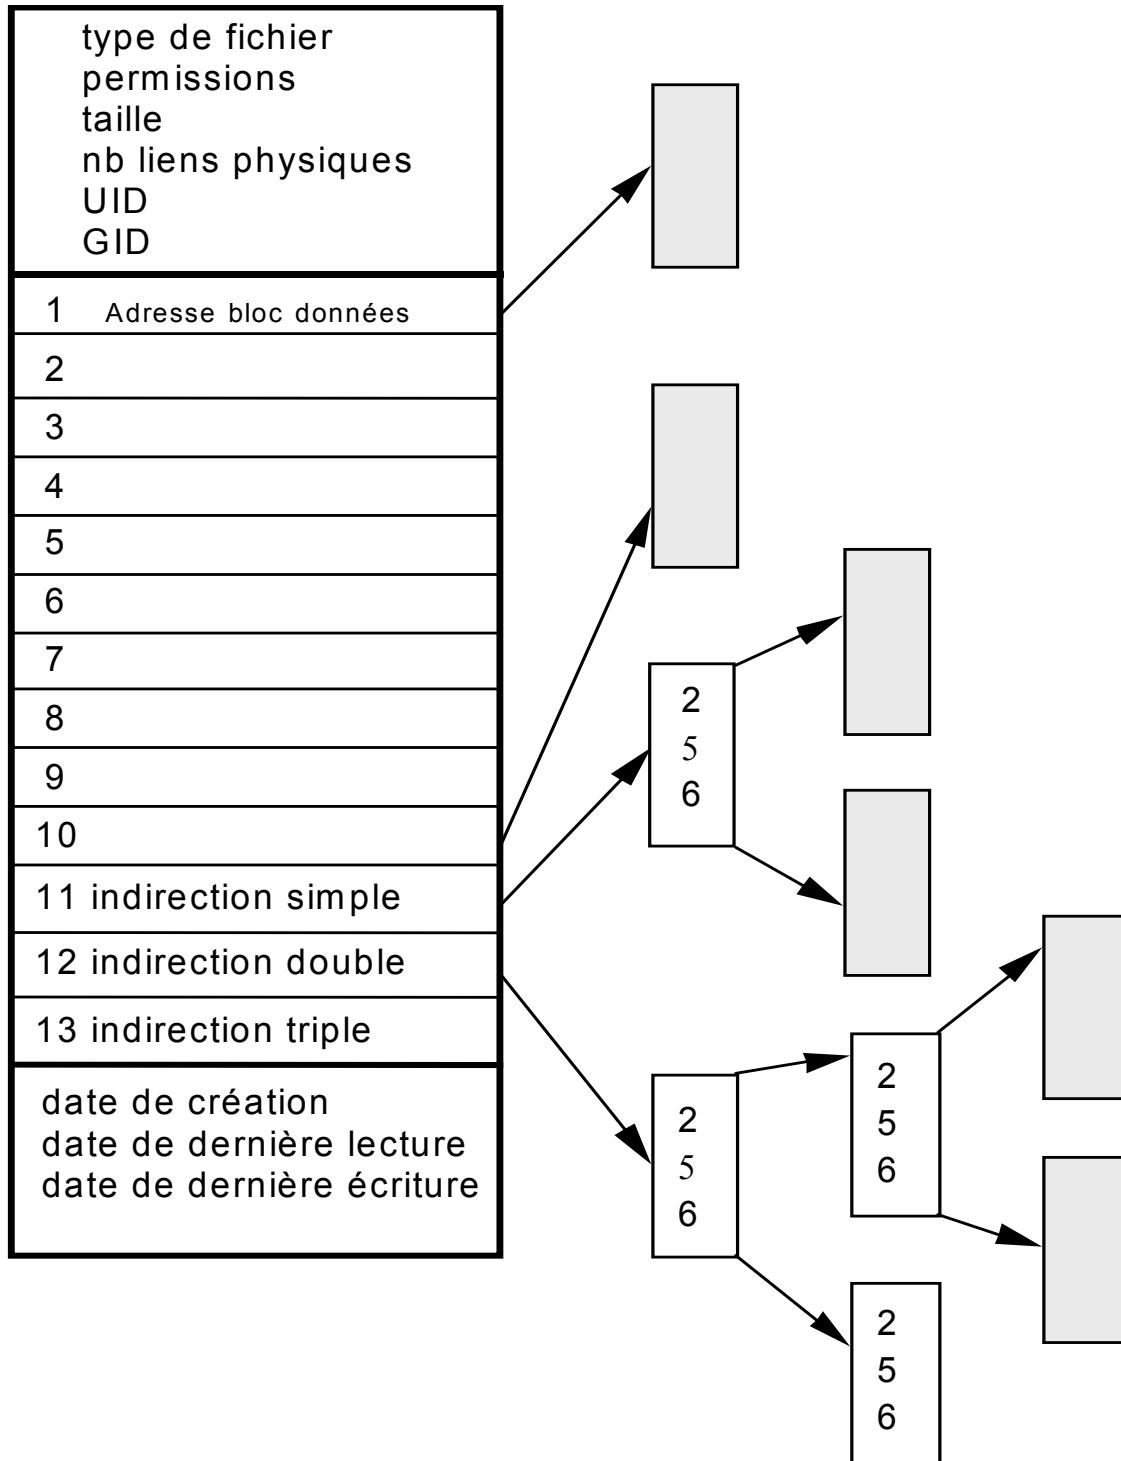 type de fichier
permissions
taille
nb liens physiques
UID
GID
1 Adresse bloc données
2
3
4
5
6
7
8
9
10
11 indirection simple
12 indirection double
13 indirection triple
date de création
date de dernière lecture
date de dernière écriture
2
5
6
2
5
6
2
5
6
2
5
6